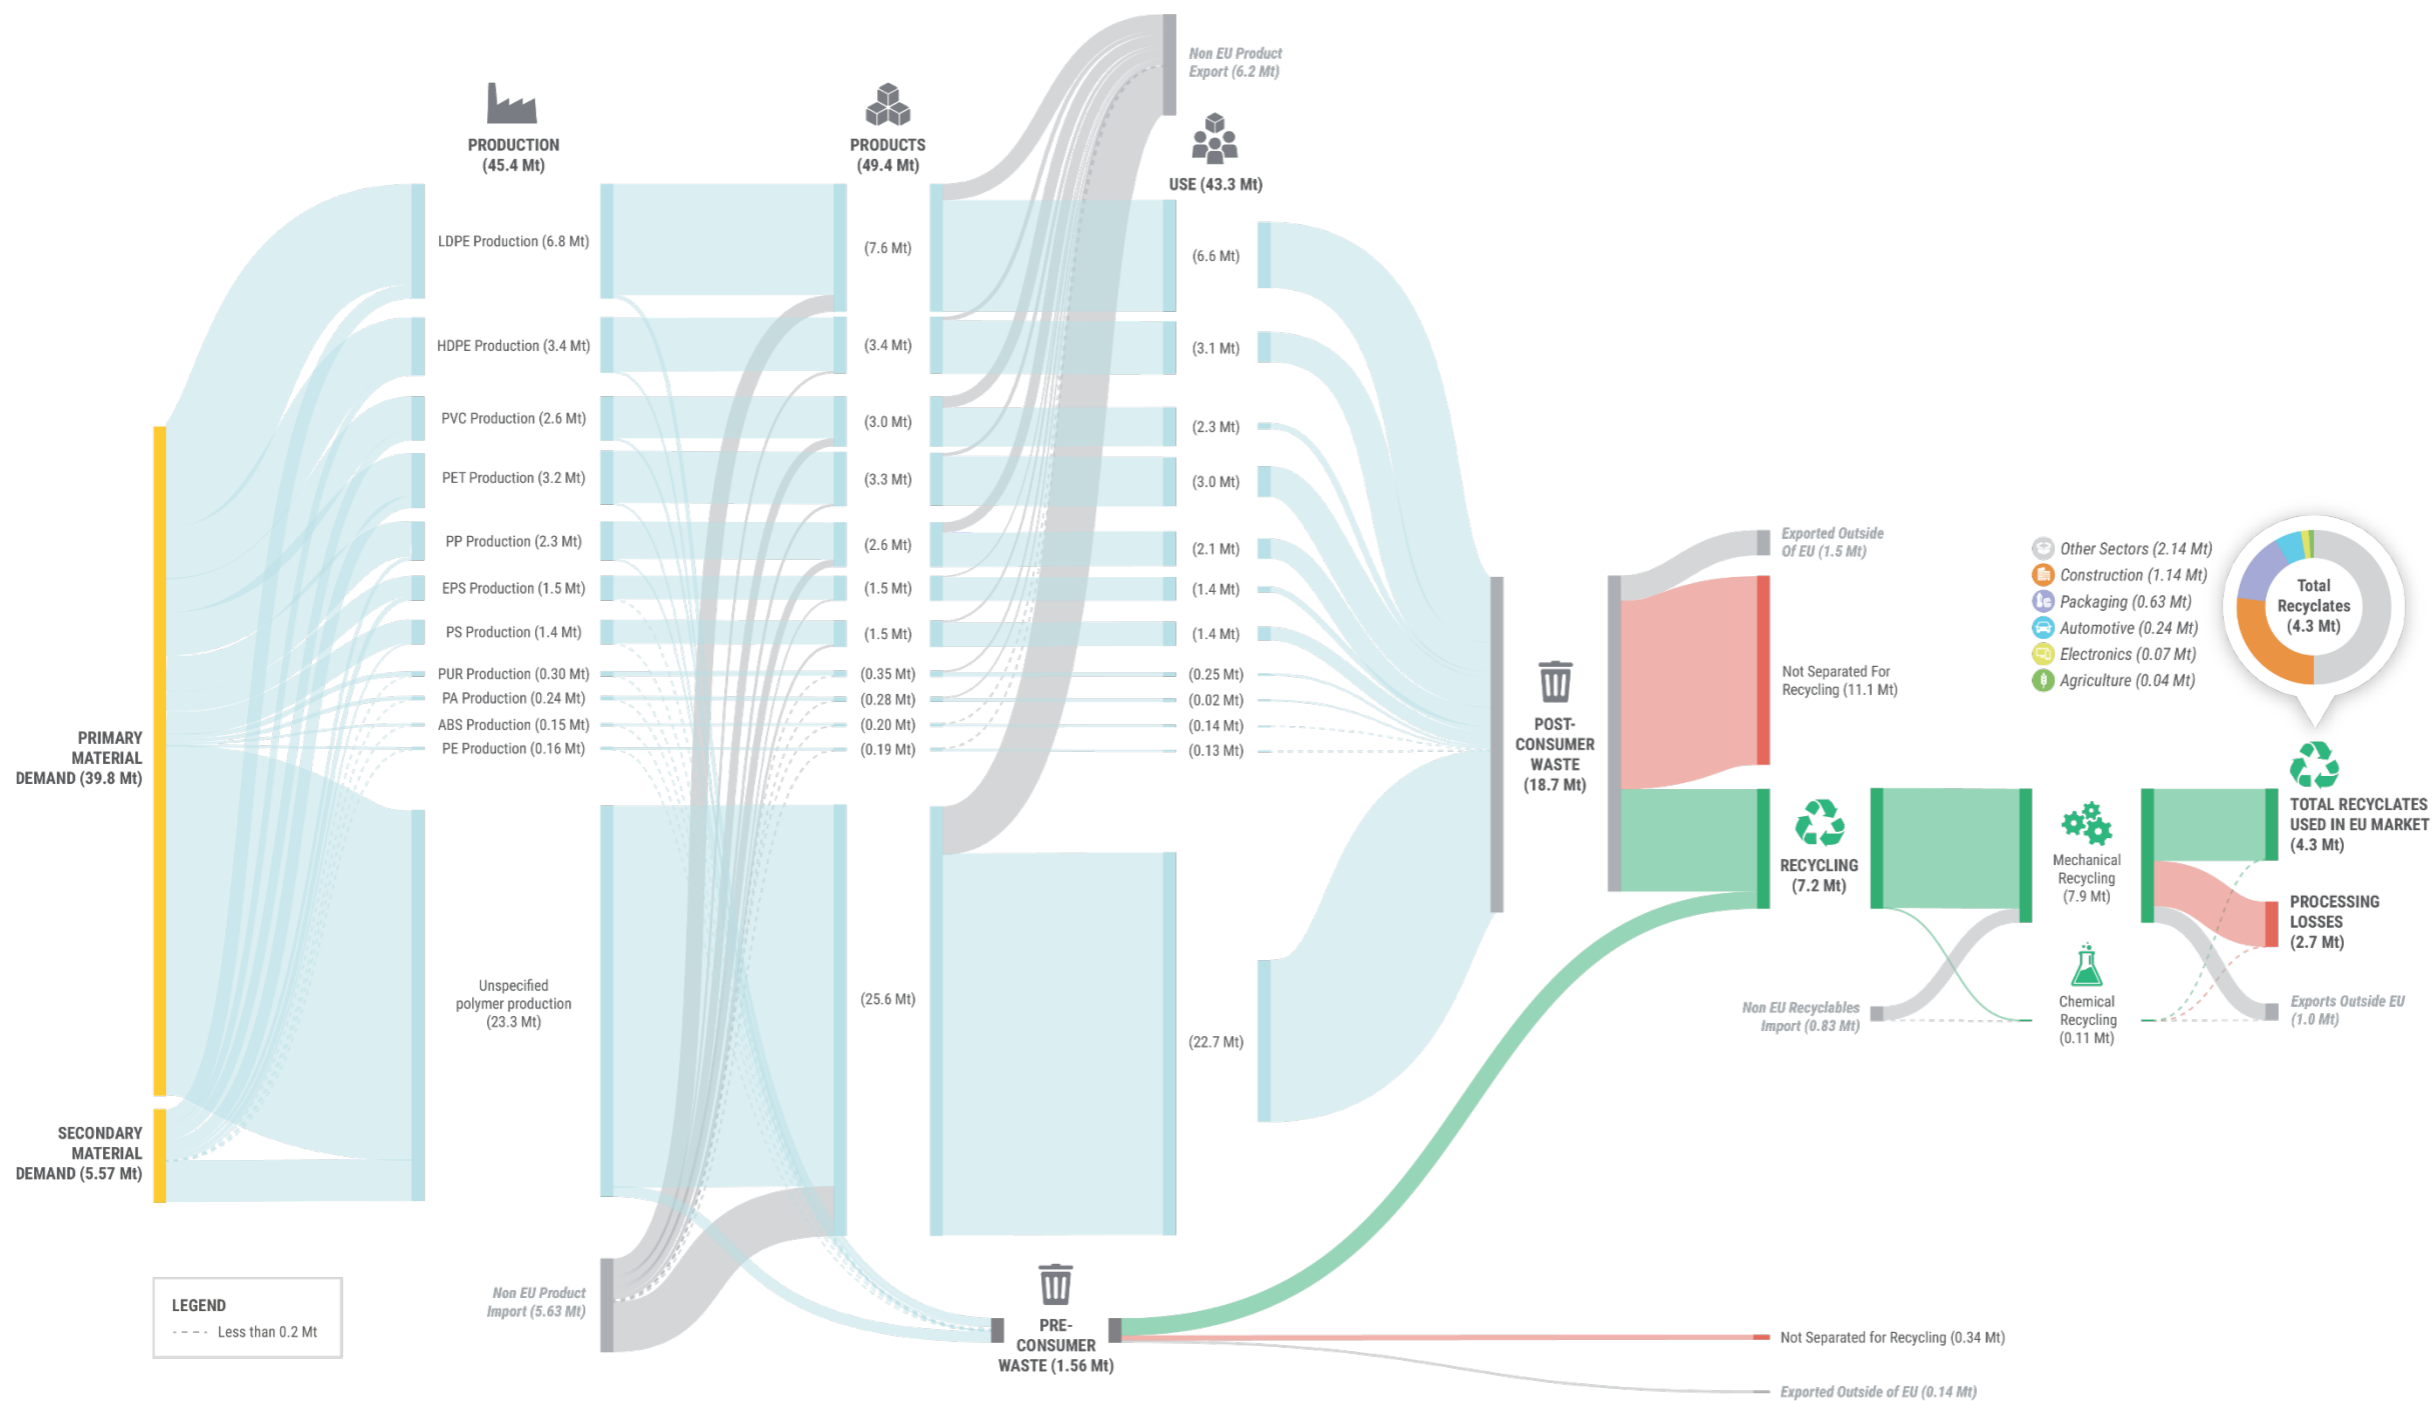 Non EU Product
Export (6.2 Mt)
PRODUCTION
(45.4 Mt)
PRODUCTS
(49.4 Mt)
USE (43.3 Mt)
LDPE Production (6.8 Mt)
(7.6 Mt)
(6.6 Mt)
HDPE Production (3.4 Mt)
(3.4 Mt)
(3.1 Mt)
PVC Production (2.6 Mt)
(3.0 Mt)
(2.3 Mt)
PET Production (3.2 Mt)
(3.3 Mt)
(3.0 Mt)
PP Production (2.3 Mt)
(2.6 Mt)
(2.1 Mt)
EPS Production (1.5 Mt)
(1.5 Mt)
(1.4 Mt)
PS Production (1.4 Mt)
(1.5 Mt)
(1.4 Mt)
PUR Production (0.30 Mt)
(0.35 Mt)
(0.25 Mt)
PA Production (0.24 Mt)
(0.28 Mt)
(0.02 Mt)
ABS Production (0.15 Mt)
(0.20 Mt)
(0.14 Mt)
PE Production (0.16 Mt)
(0.19 Mt)
(0.13 Mt)
PRIMARY
MATERIAL
DEMAND (39.8 Mt)
Unspecified
polymer production
(23.3 Mt)
(25.6 Mt)
(22.7 Mt)
SECONDARY
MATERIAL
DEMAND (5.57 Mt)
Non EU Product
Import (5.63 Mt)
LEGEND
Less than 0.2 Mt
PRE-
CONSUMER
WASTE (1.56 Mt)
Not Separated for Recycling (0.34 Mt)
Exported Outside of EU (0.14 Mt)
POST-
CONSUMER
WASTE
(18.7 Mt)
Exported Outside
Of EU (1.5 Mt)
Not Separated For
Recycling (11.1 Mt)
RECYCLING
(7.2 Mt)
Non EU Recyclables
Import (0.83 Mt)
Mechanical
Recycling
(7.9 Mt)
Chemical
Recycling
(0.11 Mt)
Other Sectors (2.14 Mt)
Construction (1.14 Mt)
Packaging (0.63 Mt)
Automotive (0.24 Mt)
Electronics (0.07 Mt)
Agriculture (0.04 Mt)
Total
Recyclates
(4.3 Mt)
TOTAL RECYCLATES
USED IN EU MARKET
(4.3 Mt)
PROCESSING
LOSSES
(2.7 Mt)
Exports Outside EU
(1.0 Mt)